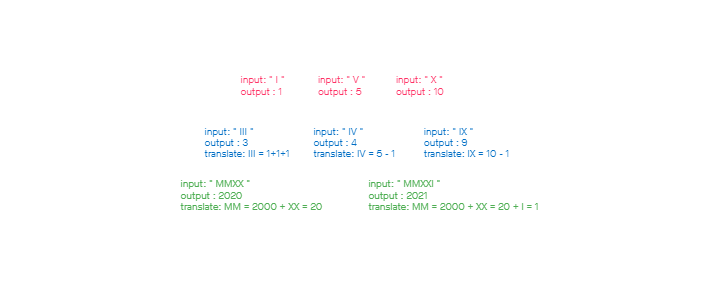 input: " I "
output : 1
input: " V "
output : 5
input: " X "
output : 10
input: " III "
output : 3
translate: III = 1+1+1
input: " IV "
output : 4
translate: IV = 5 - 1
input: " IX "
output : 9
translate: IX = 10 - 1
input: " MMXX "
output : 2020
translate: MM = 2000 + XX = 20
input: " MMXXI "
output : 2021
translate: MM = 2000 + XX = 20 + I = 1